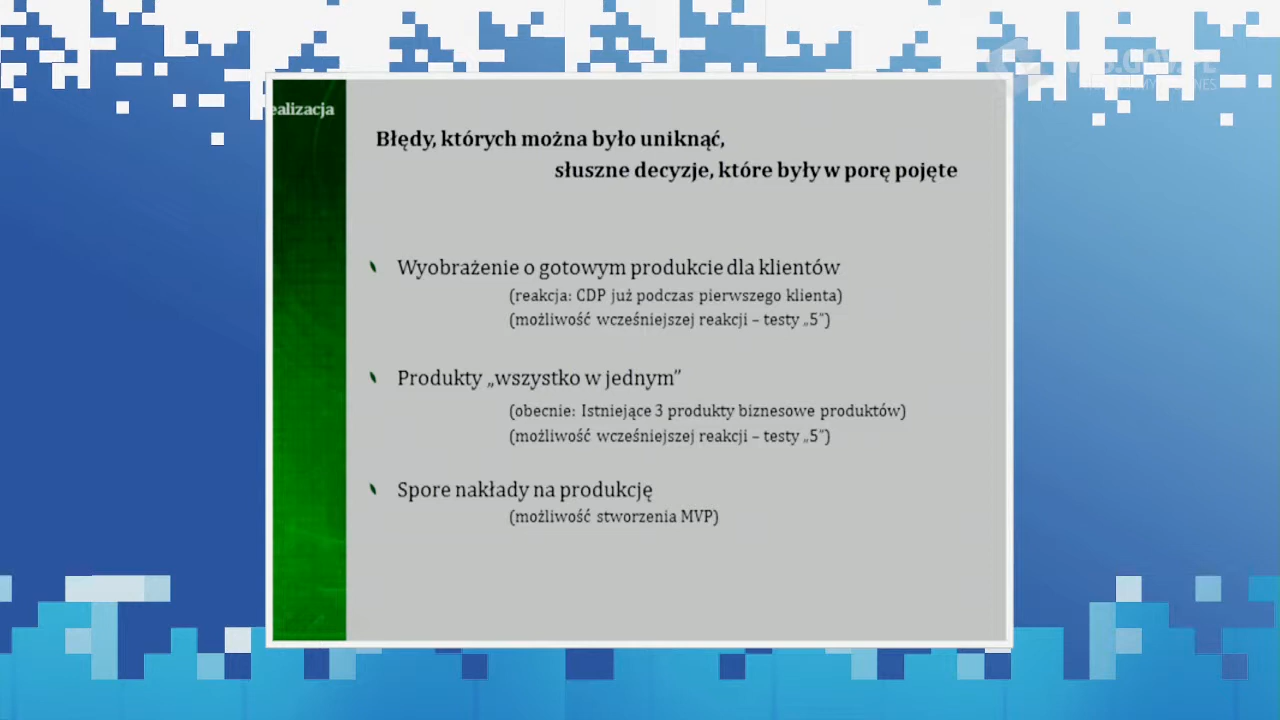 ealizacja
Błędy, których można było uniknąć,
słuszne decyzje, które były w porę pojęte
Wyobrażenie o gotowym produkcie dla klientów
(reakcja: CDP już podczas pierwszego klienta)
(możliwość wcześniejszej reakcji – testy „5”)
Produkty „wszystko w jednym”
(obecnie: Istniejące 3 produkty biznesowe produktów)
(możliwość wcześniejszej reakcji – testy „5”)
Spore nakłady na produkcję
(możliwość stworzenia MVP)